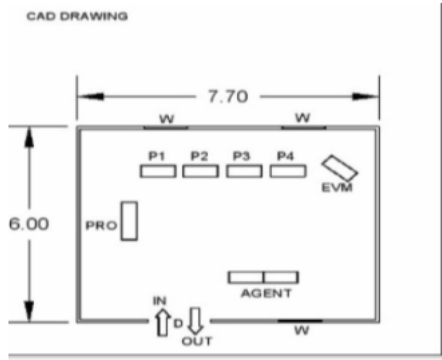 CAD DRAWING
7.70
W W
P1 P2 P3 P4
EVM
6.00
PRO
AGENT
IN
D
OUT
W